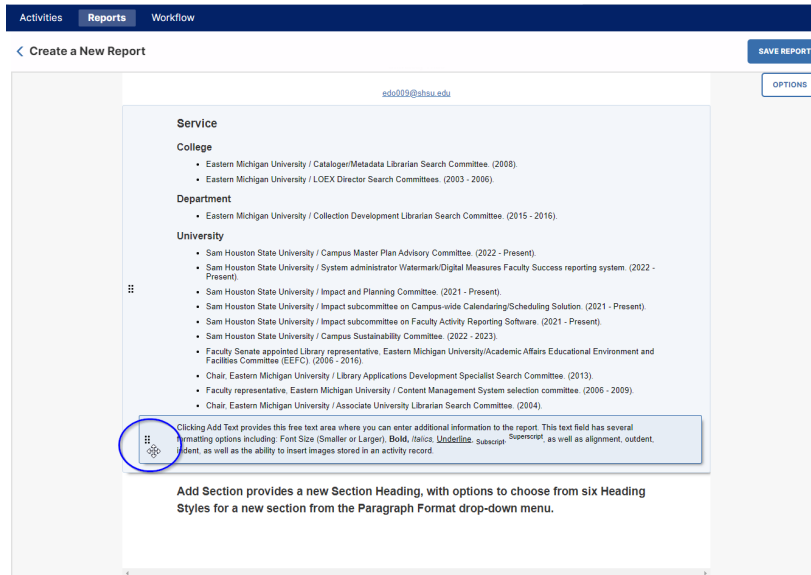 Activities Reports Workflow
Create a New Report
SAVE REPORT
OPTIONS
edo009@shsu.edu
Service
College
Eastern Michigan University / Cataloger/Metadata Librarian Search Committee. (2008).
Eastern Michigan University / LOEX Director Search Committees. (2003 - 2006).
Department
Eastern Michigan University / Collection Development Librarian Search Committee. (2015 - 2016).
University
Sam Houston State University / Campus Master Plan Advisory Committee. (2022 - Present).
Sam Houston State University / System administrator Watermark/Digital Measures Faculty Success reporting system. (2022 -
Present).
Sam Houston State University / Impact and Planning Committee. (2021 - Present).
Sam Houston State University / Impact subcommittee on Campus-wide Calendaring/Scheduling Solution. (2021 - Present).
Sam Houston State University / Impact subcommittee on Faculty Activity Reporting Software. (2021 - Present).
Sam Houston State University / Campus Sustainability Committee. (2022 - 2023).
Faculty Senate appointed Library representative, Eastern Michigan University/Academic Affairs Educational Environment and
Facilities Committee (EEFC). (2006 - 2016).
Chair, Eastern Michigan University / Library Applications Development Specialist Search Committee. (2013).
Faculty representative, Eastern Michigan University / Content Management System selection committee. (2006 - 2009).
Chair, Eastern Michigan University / Associate University Librarian Search Committee. (2004).
Clicking Add Text provides this free text area where you can enter additional information to the report. This text field has several
formatting options including: Font Size (Smaller or Larger), Bold, Italics, Underline, Subscript, Superscript, as well as alignment, outdent,
indent, as well as the ability to insert images stored in an activity record.
Add Section provides a new Section Heading, with options to choose from six Heading
Styles for a new section from the Paragraph Format drop-down menu.